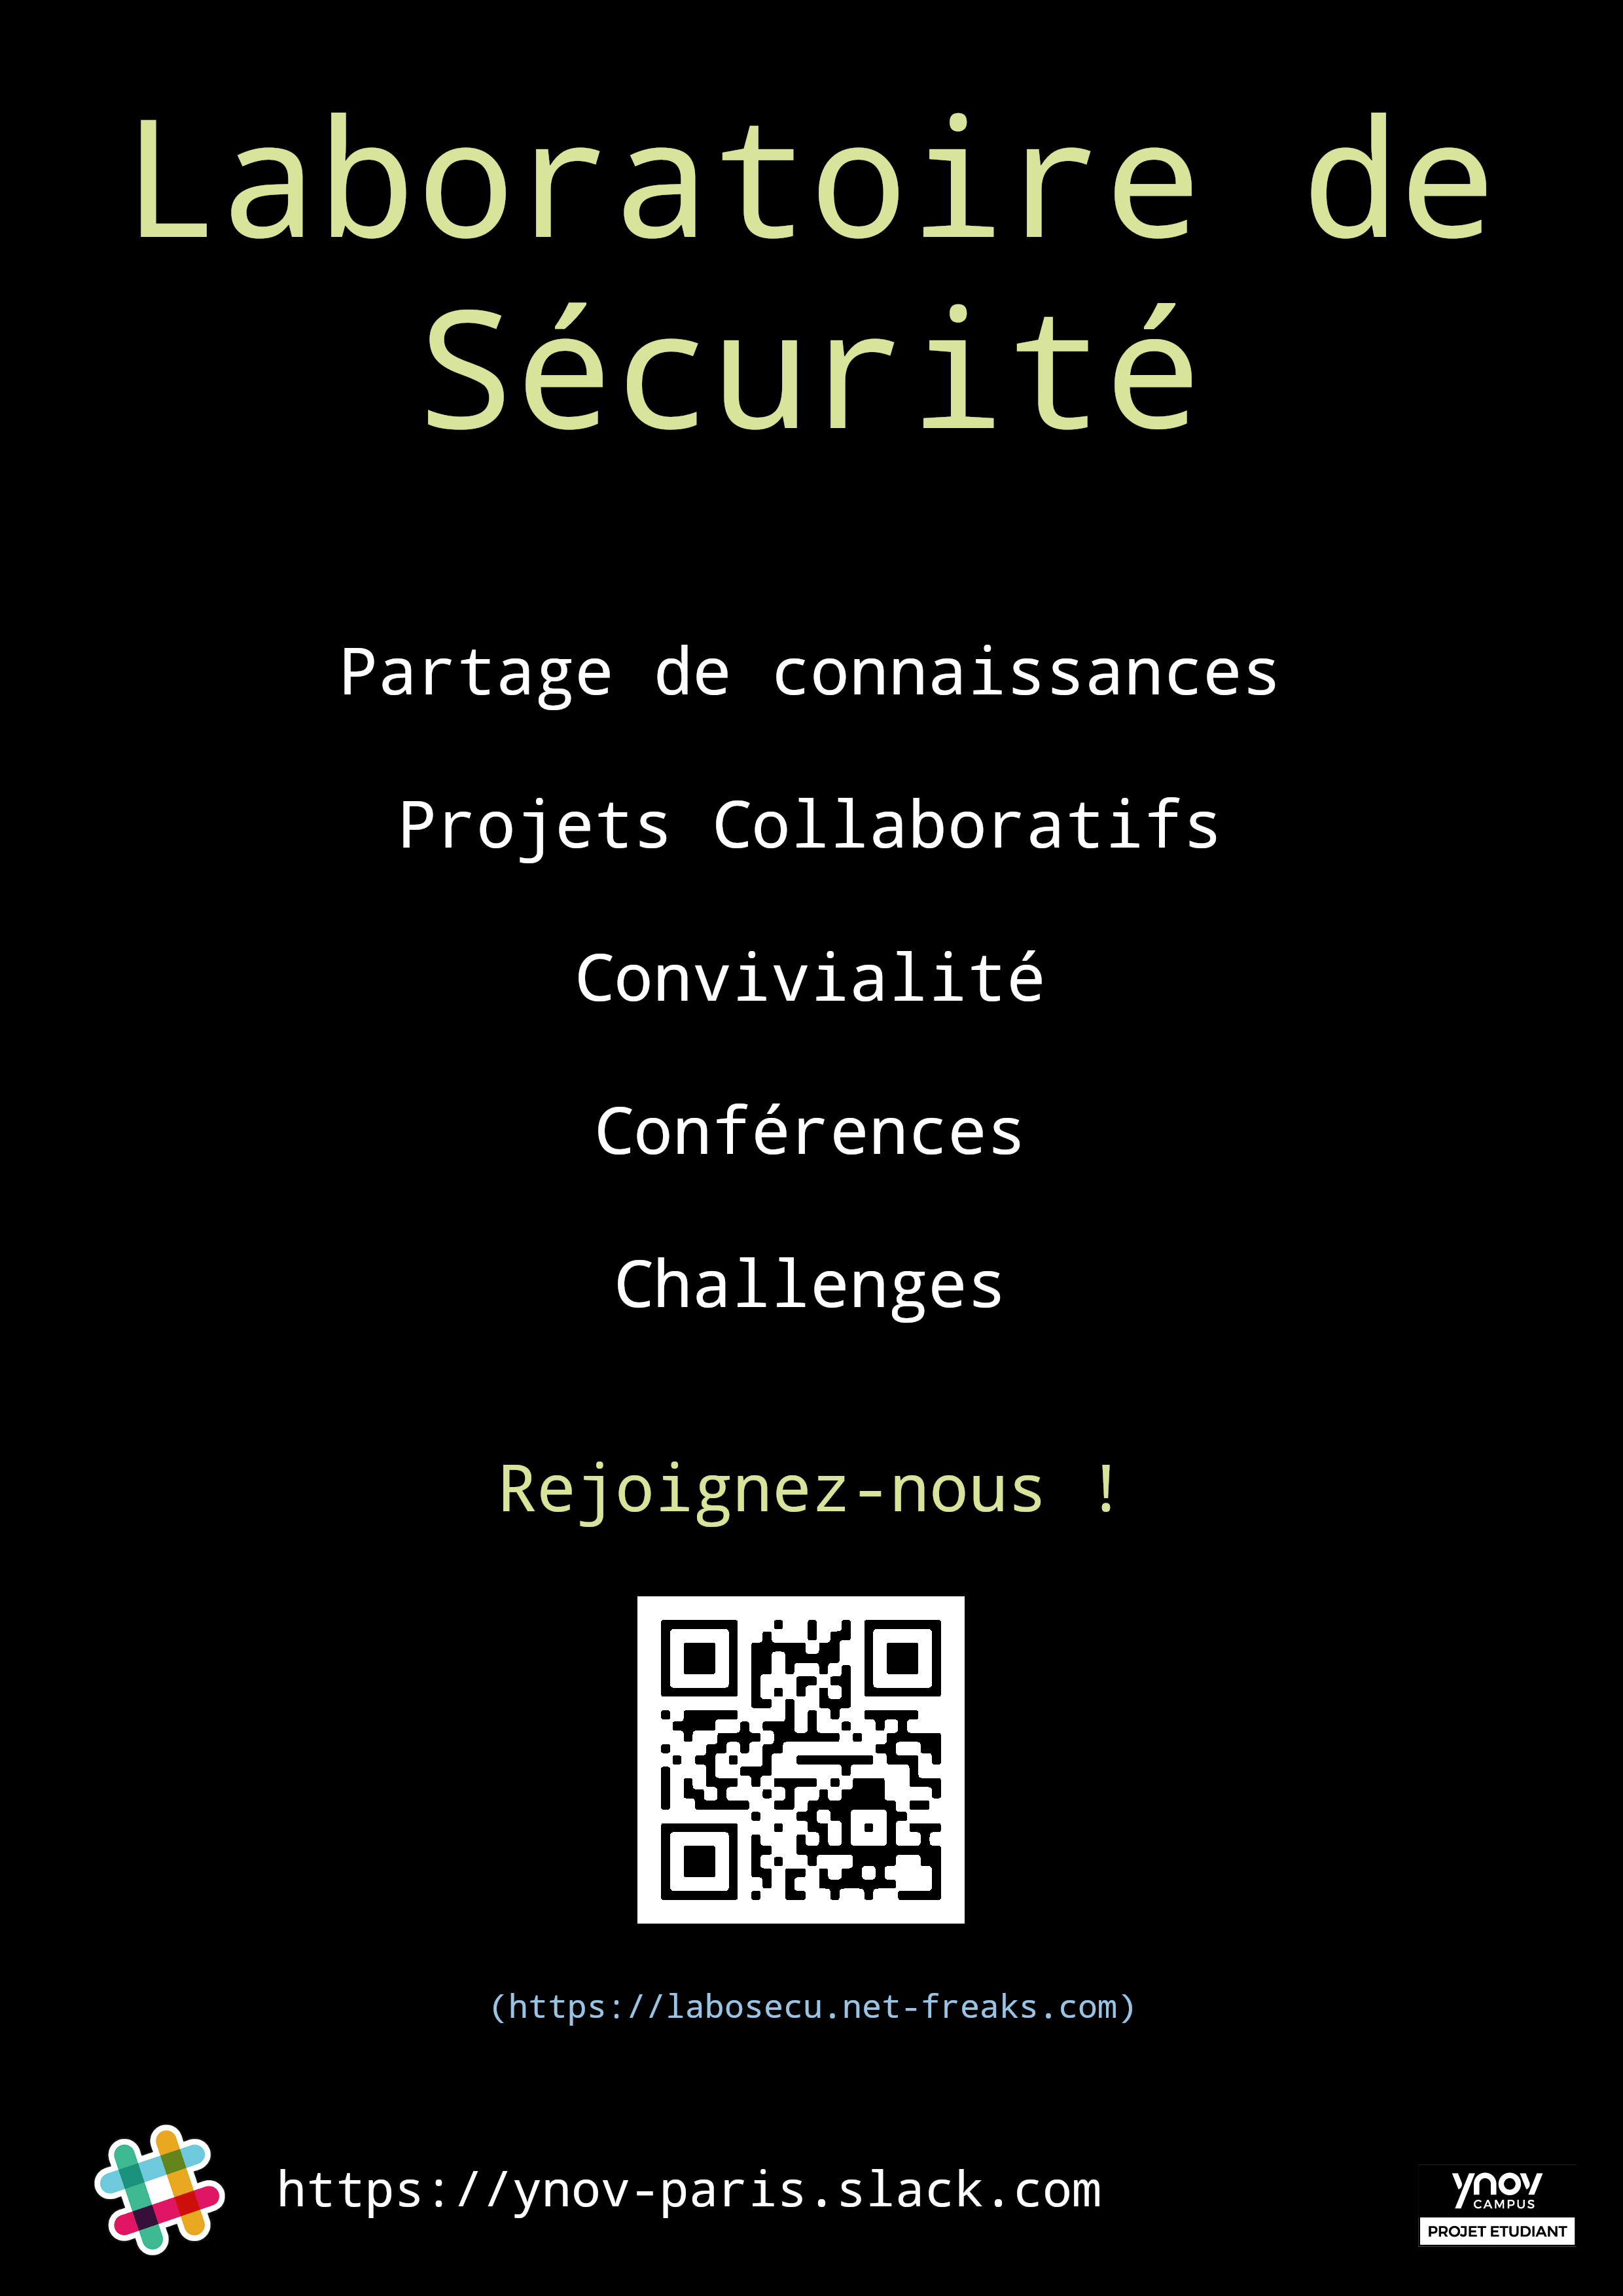 Laboratoire de
Sécurité
Partage de connaissances
Projets Collaboratifs
Convivialité
Conférences
Challenges
Rejoignez-nous !
(https://labosecu.net-freaks.com)
https://ynov-paris.slack.com
ynov
CAMPUS
PROJET ETUDIANT